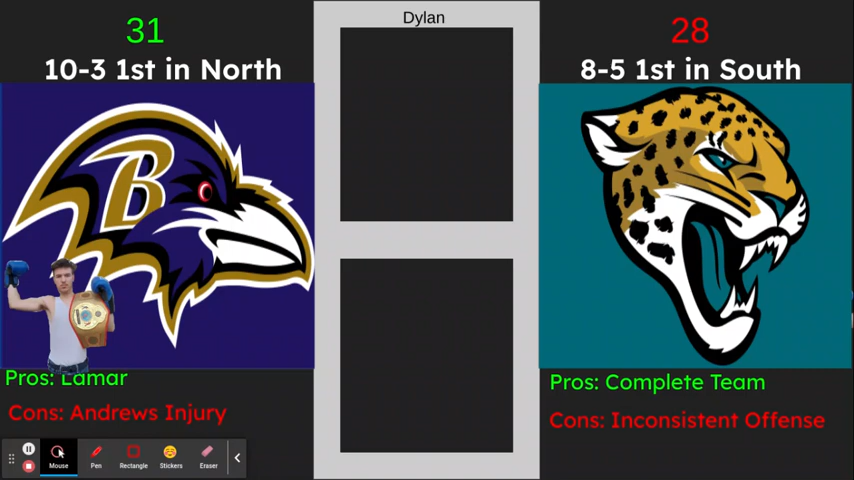 Dylan
31
10-3 1st in North
B
Pros: Lamar
Cons: Andrews Injury
28
8-5 1st in South
Pros: Complete Team
Cons: Inconsistent Offense
Mouse
Pen
Rectangle
Stickers
Eraser